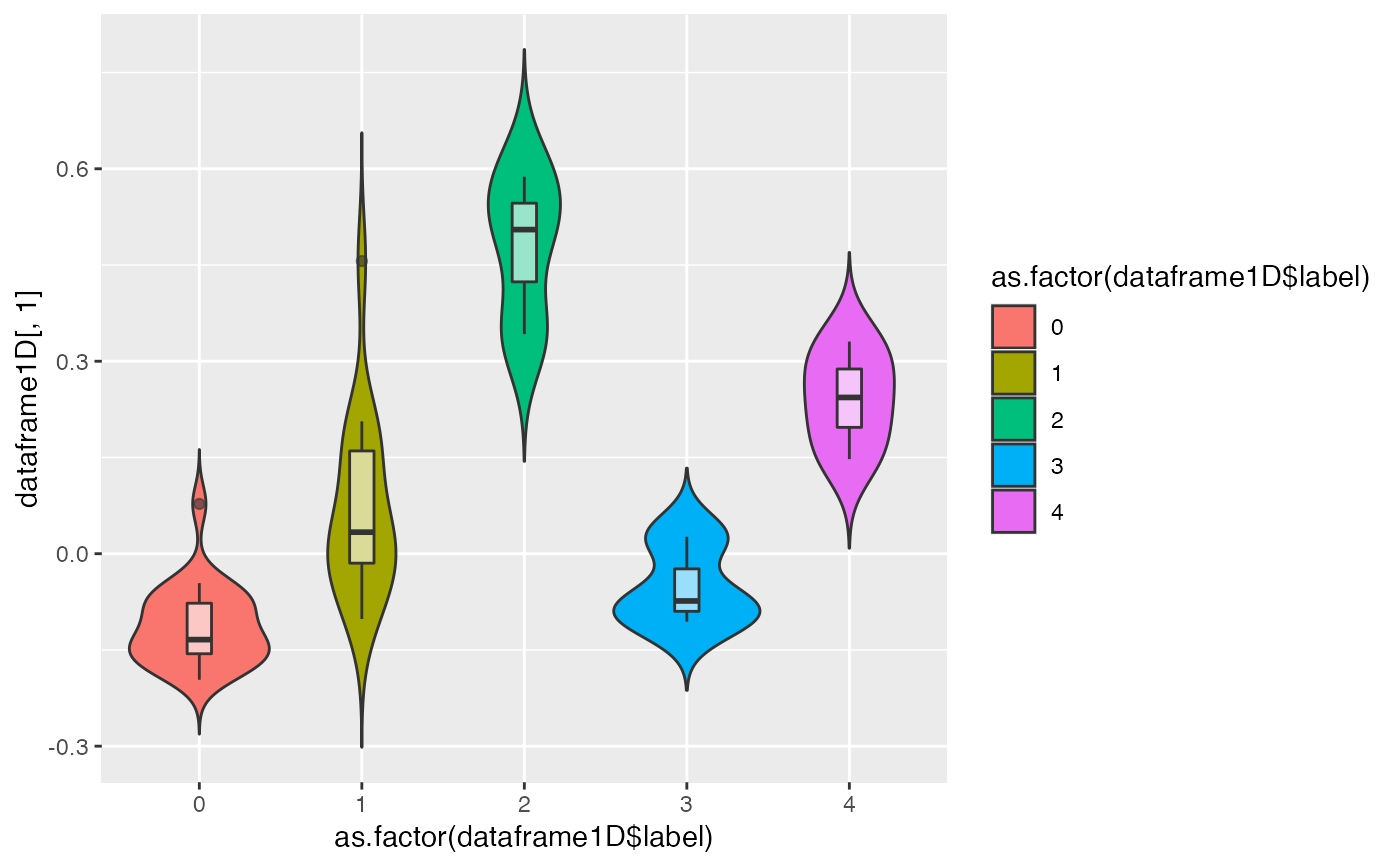 dataframe1D[, 1]
0.6
0.3
0.0
-0.3
0 1 2 3 4
as.factor(dataframe1D$label)
as.factor(dataframe1D$label)
0
1
2
3
4